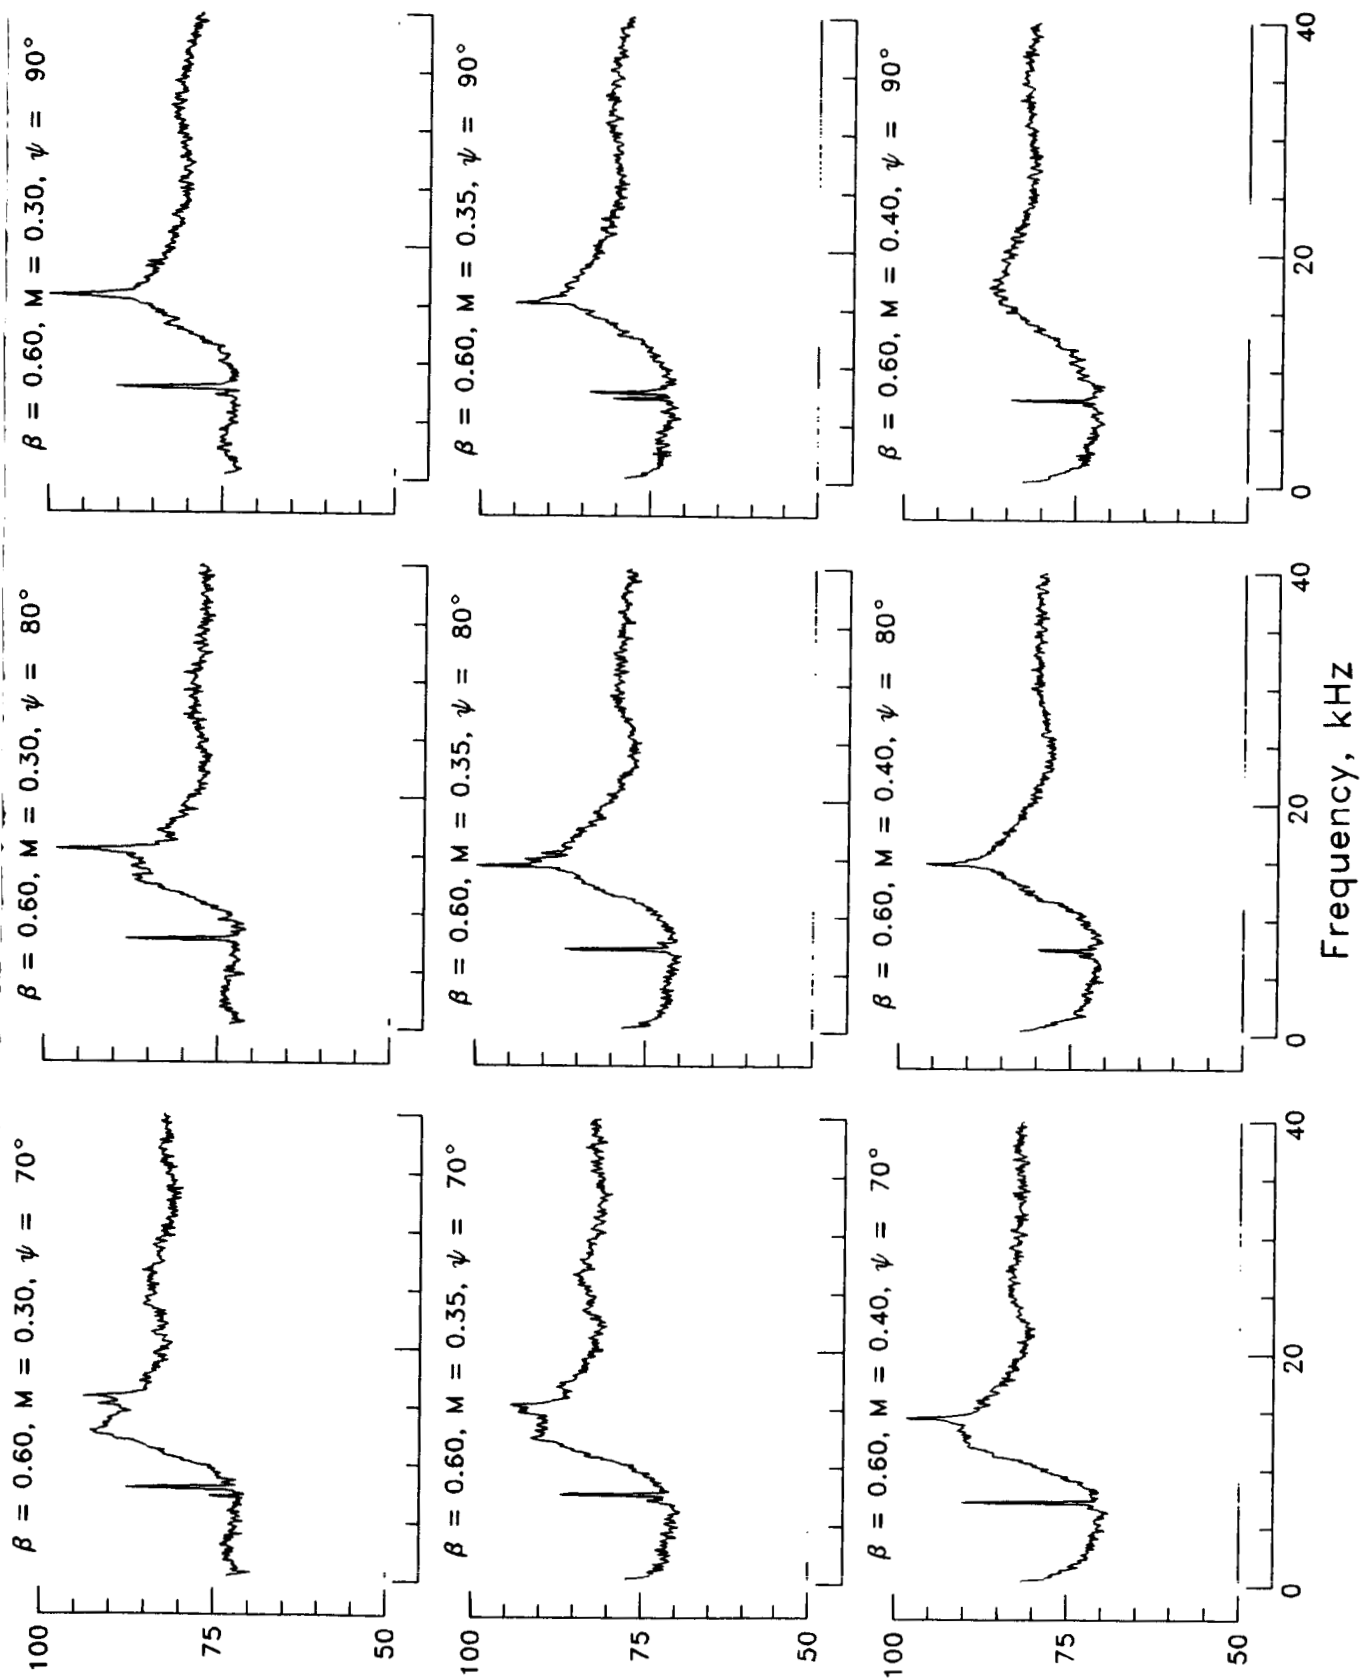 β = 0.60, M = 0.30, ψ = 70°
β = 0.60, M = 0.30, ψ = 80°
β = 0.60, M = 0.30, ψ = 90°
100
75
50
β = 0.60, M = 0.35, ψ = 70°
β = 0.60, M = 0.35, ψ = 80°
β = 0.60, M = 0.35, ψ = 90°
100
75
50
β = 0.60, M = 0.40, ψ = 70°
β = 0.60, M = 0.40, ψ = 80°
β = 0.60, M = 0.40, ψ = 90°
100
75
50
0 20 40
0 20 40
0 20 40
Frequency, kHz